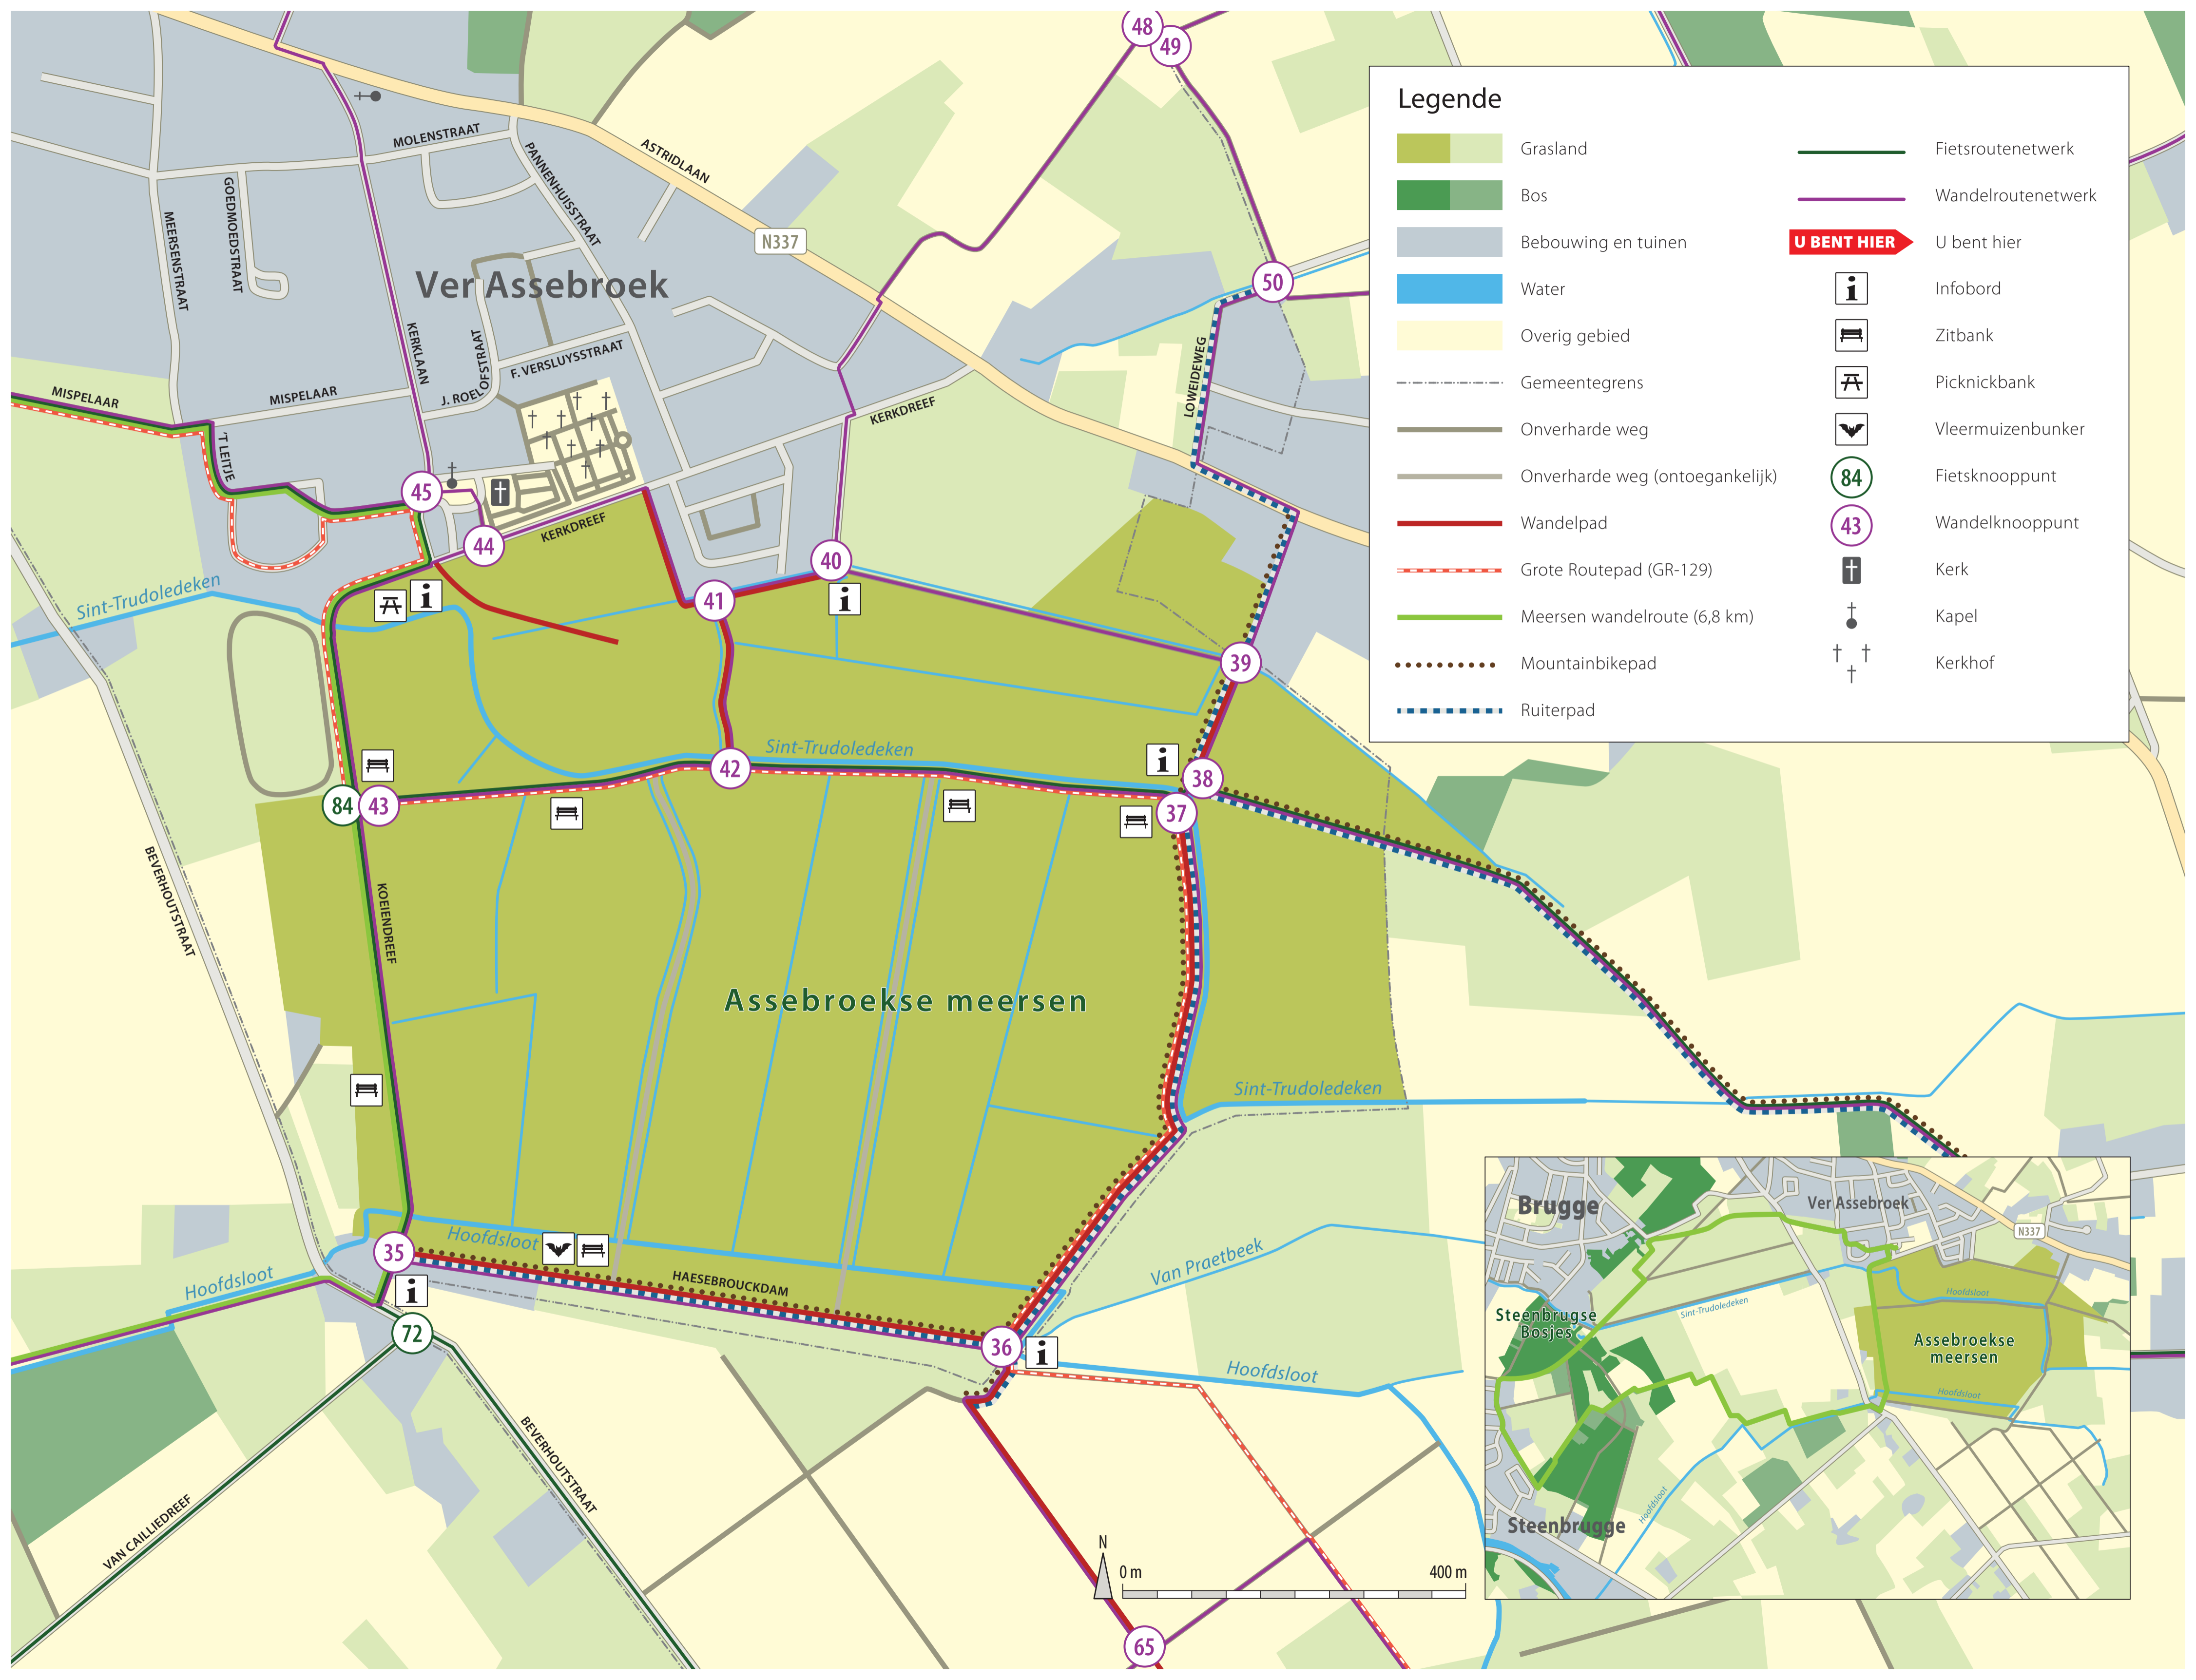 48
49
MOLENSTRAAT
ASTRIDLAAN
PANNENHUISSTRAAT
GOEDMOEDSTRAAT
MEERSENSTRAAT
N337
Ver Assebroek
50
KERKLAAN
J. ROELOFSTRAAT
F. VERSLUYSSTRAAT
LOWEIDEWEG
MISPELAAR
MISPELAAR
KERKDREEF
'T LEITJE
45
44
KERKDREEF
40
41
Sint-Trudoledeken
39
Sint-Trudoledeken
42
38
84
43
37
BEVERHOUTSTRAAT
KOEIENDREEF
Assebroekse meersen
Sint-Trudoledeken
35
Hoofdsloot
Hoofdsloot
HAESEBROUCKDAM
Van Praetbeek
72
36
Hoofdsloot
BEVERHOUTSTRAAT
VAN CAILLIEDREEF
N
0 m
400 m
65
Legende
Grasland
Bos
Bebouwing en tuinen
Water
Overig gebied
Gemeentegrens
Onverharde weg
Onverharde weg (ontoegankelijk)
Wandelpad
Grote Routepad (GR-129)
Meersen wandelroute (6,8 km)
Mountainbikepad
Ruiterpad
Fietsroutenetwerk
Wandelroutenetwerk
U BENT HIER
U bent hier
Infobord
Zitbank
Picknickbank
Vleermuizenbunker
84
Fietsknooppunt
43
Wandelknooppunt
Kerk
Kapel
Kerkhof
Brugge
Ver Assebroek
N337
Steenbrugse
Bosjes
Sint-Trudoledeken
Hoofdsloot
Assebroekse
meersen
Hoofdsloot
Hoofdsloot
Steenbrugge